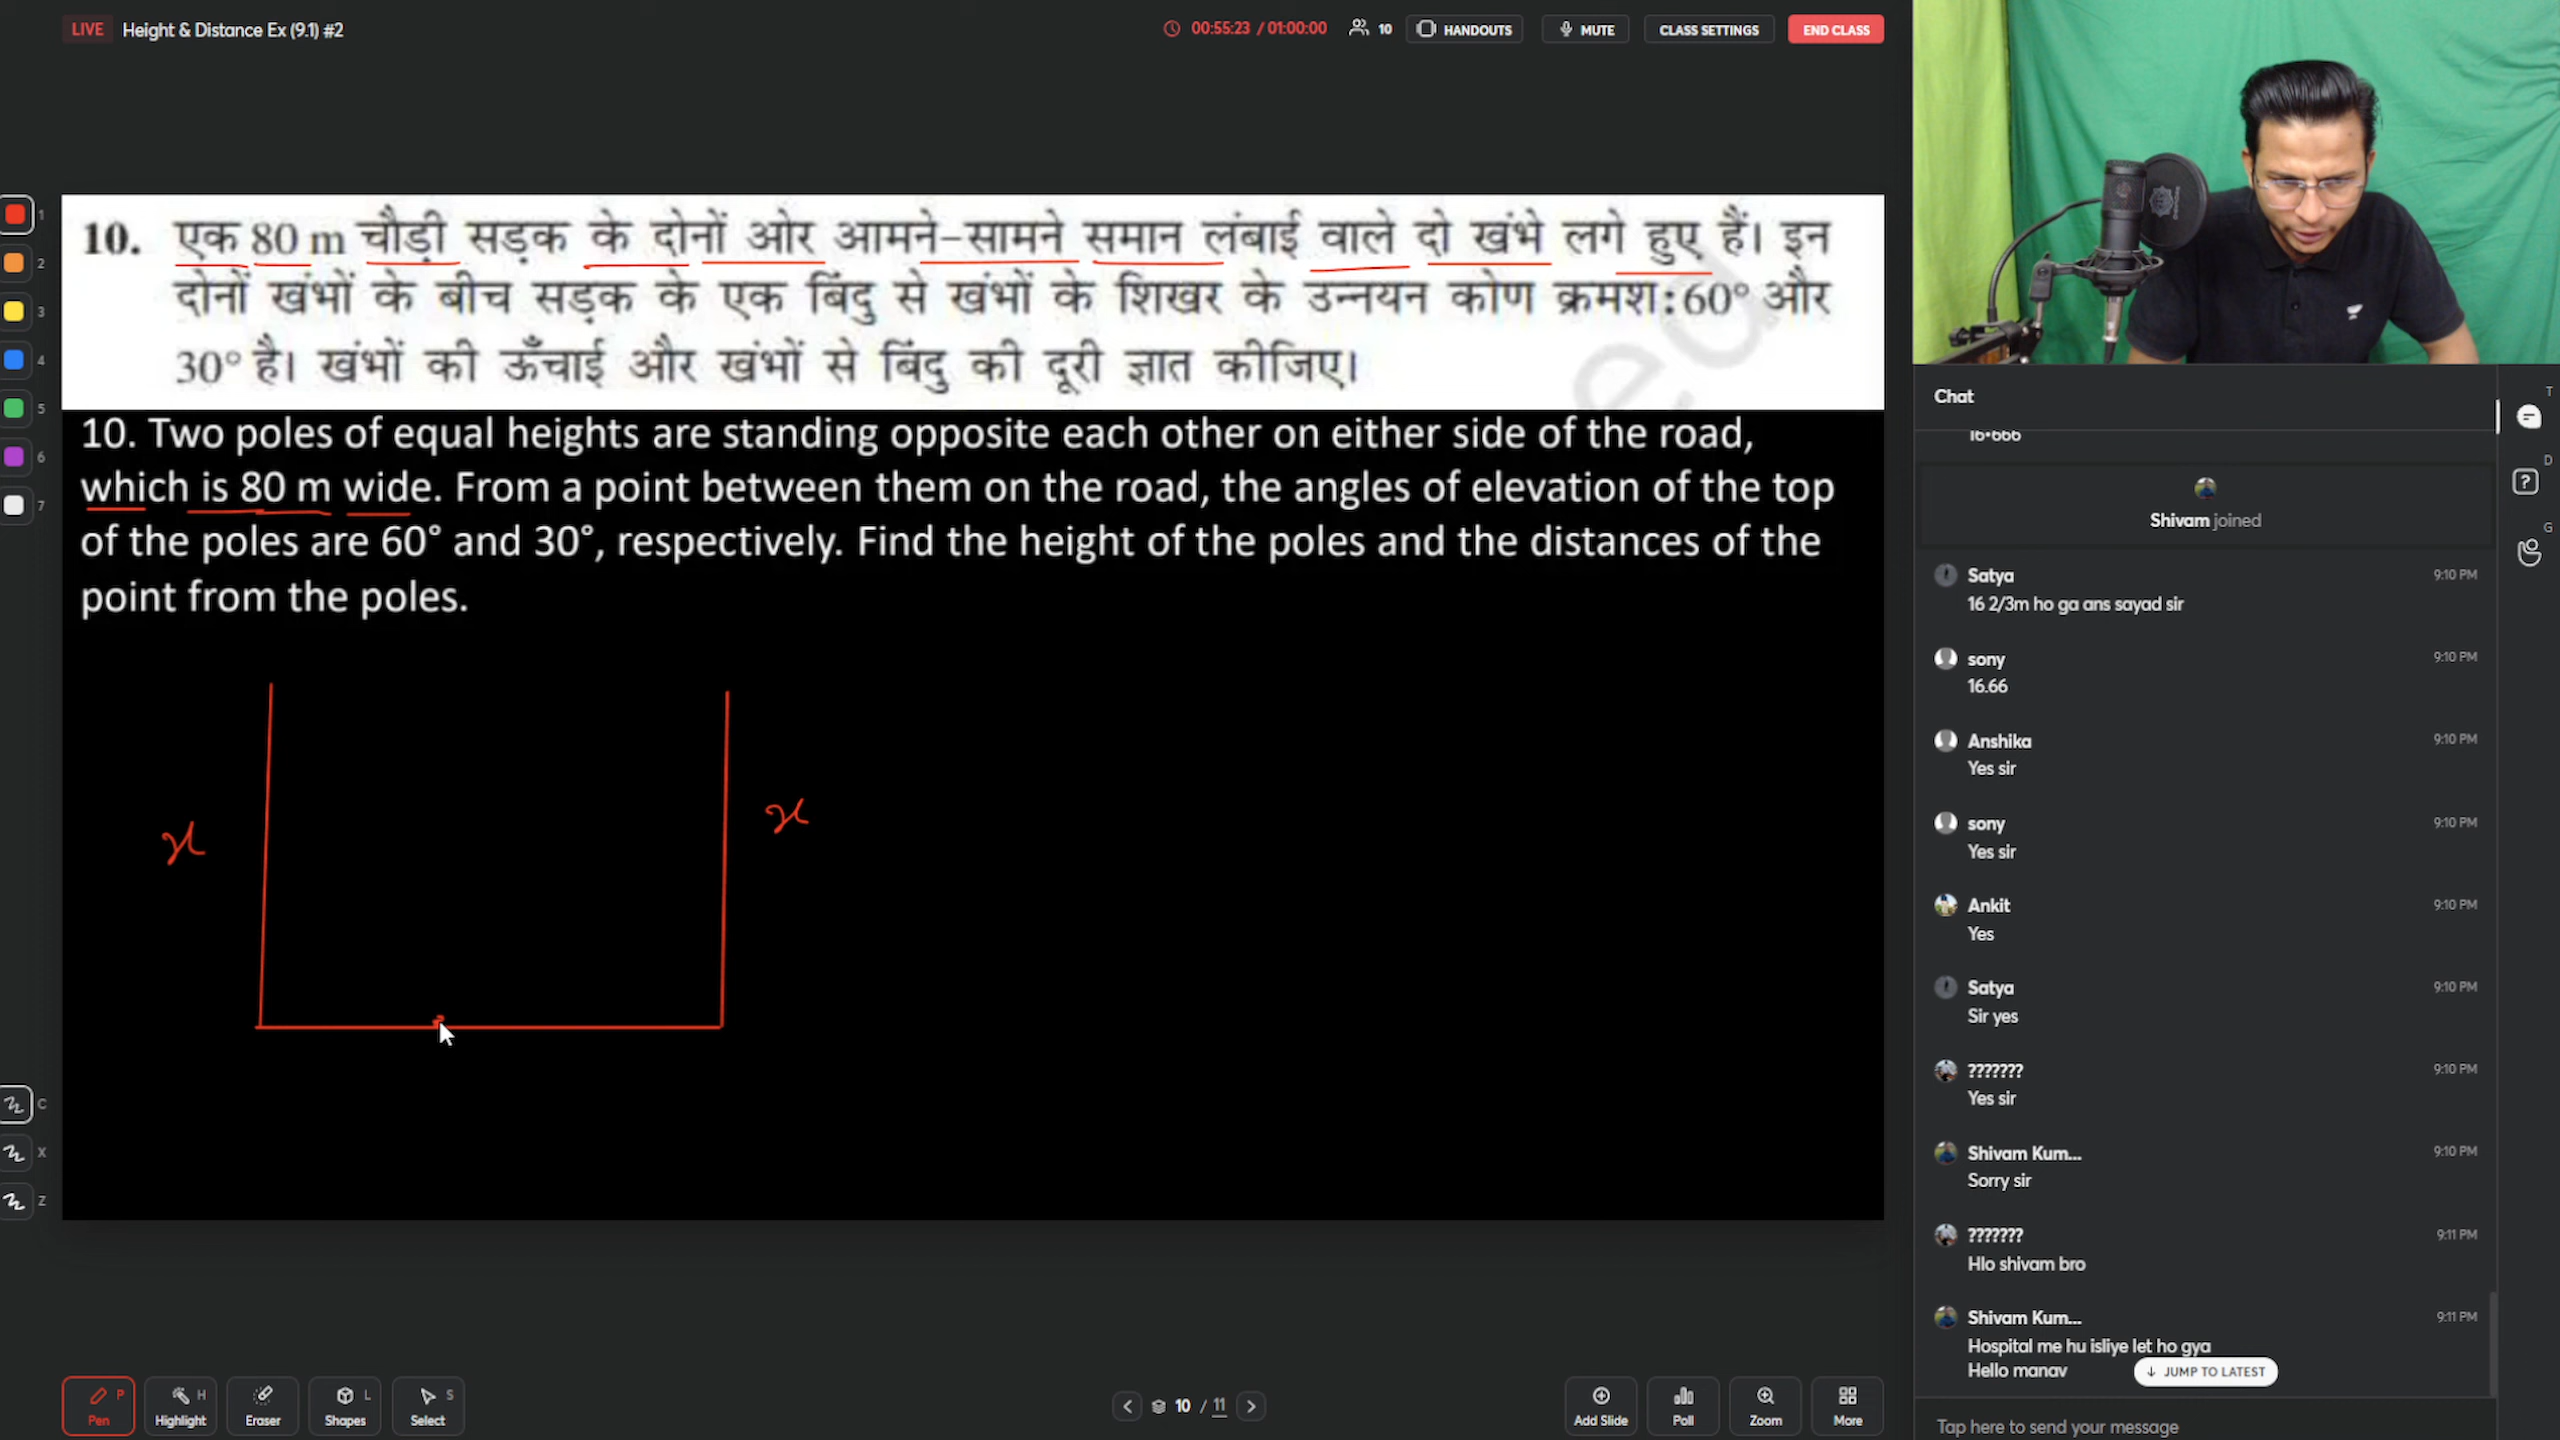 LIVE Height & Distance Ex (9.1) #2
00:55:23 / 01:00:00 10 HANDOUTS MUTE CLASS SETTINGS END CLASS
1
2
3
4
5
6
7
10. एक 80 m चौड़ी सड़क के दोनों ओर आमने-सामने समान लंबाई वाले दो खंभे लगे हुए हैं। इन
दोनों खंभों के बीच सड़क के एक बिंदु से खंभों के शिखर के उन्नयन कोण क्रमश: 60° और
30° है। खंभों की ऊँचाई और खंभों से बिंदु की दूरी ज्ञात कीजिए।
10. Two poles of equal heights are standing opposite each other on either side of the road,
which is 80 m wide. From a point between them on the road, the angles of elevation of the top
of the poles are 60° and 30°, respectively. Find the height of the poles and the distances of the
point from the poles.
x
x
C
X
Z
P Pen
H Highlight
Eraser
L Shapes
S Select
10 / 11
Add Slide
Poll
Zoom
More
Chat
16•666
Shivam joined
Satya 9:10 PM
16 2/3m ho ga ans sayad sir
sony 9:10 PM
16.66
Anshika 9:10 PM
Yes sir
sony 9:10 PM
Yes sir
Ankit 9:10 PM
Yes
Satya 9:10 PM
Sir yes
??????? 9:10 PM
Yes sir
Shivam Kum... 9:10 PM
Sorry sir
??????? 9:11 PM
Hlo shivam bro
Shivam Kum... 9:11 PM
Hospital me hu isliye let ho gya
Hello manav
JUMP TO LATEST
Tap here to send your message
T
D
?
G